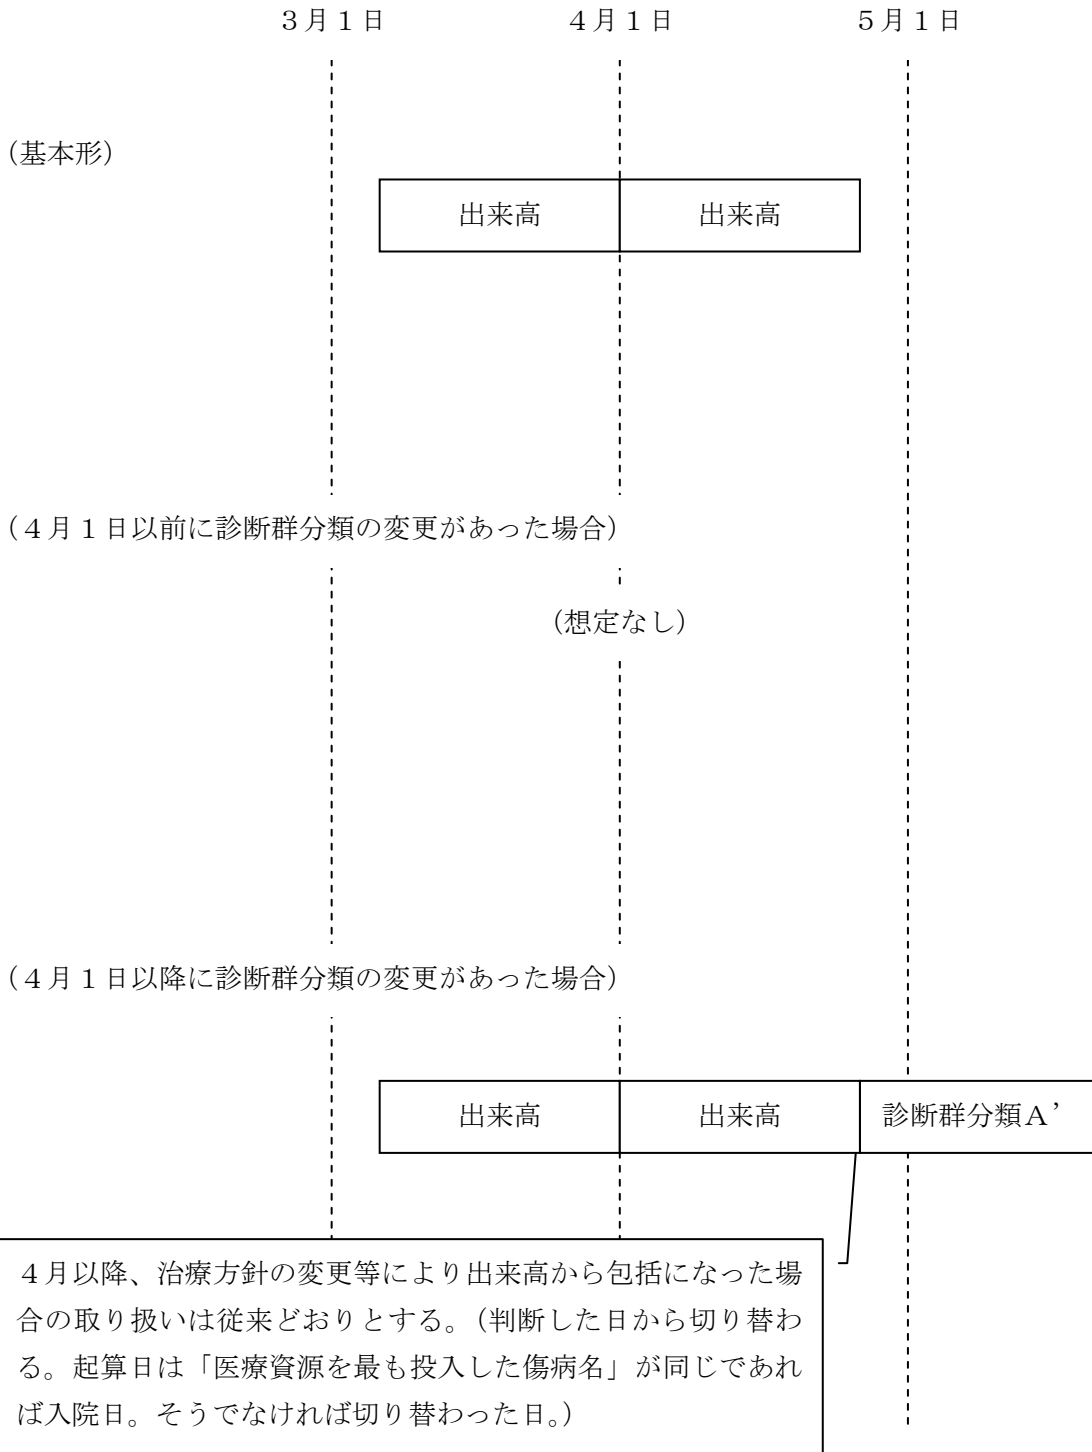 ３月１日　４月１日　５月１日
（基本形）
出来高　出来高
（４月１日以前に診断群分類の変更があった場合）
（想定なし）
（４月１日以降に診断群分類の変更があった場合）
出来高　出来高　診断群分類Ａ’
４月以降、治療方針の変更等により出来高から包括になった場
合の取り扱いは従来どおりとする。（判断した日から切り替わ
る。起算日は「医療資源を最も投入した傷病名」が同じであれ
ば入院日。そうでなければ切り替わった日。）